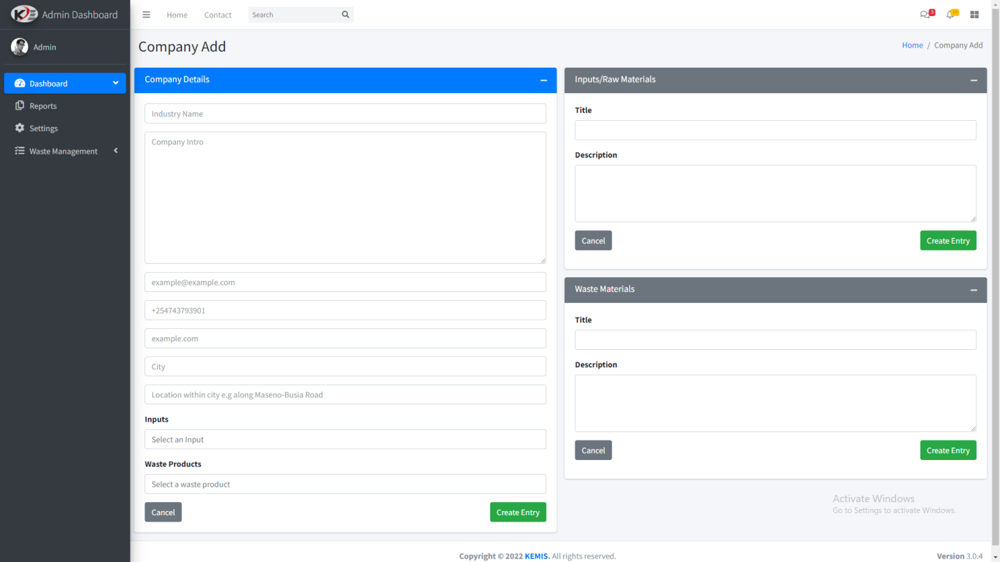 KEB Admin Dashboard
Home
Contact
Search
3
15
Admin
Company Add
Home / Company Add
Dashboard
Reports
Settings
Waste Management
Company Details
Industry Name
Company Intro
example@example.com
+254743793901
example.com
City
Location within city e.g along Maseno-Busia Road
Inputs
Select an Input
Waste Products
Select a waste product
Cancel
Create Entry
Inputs/Raw Materials
Title
Description
Cancel
Create Entry
Waste Materials
Title
Description
Cancel
Create Entry
Activate Windows
Go to Settings to activate Windows.
Copyright © 2022 KEMIS. All rights reserved.
Version 3.0.4